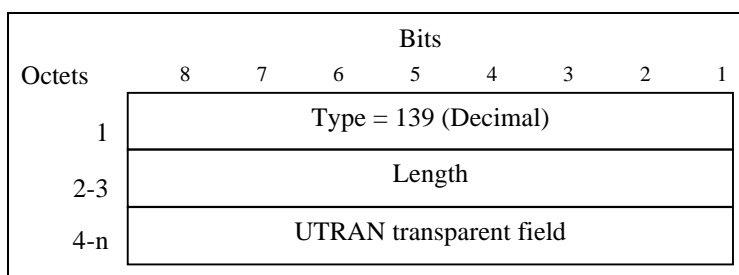 Bits
Octets 8 7 6 5 4 3 2 1
1 Type = 139 (Decimal)
2-3 Length
4-n UTRAN transparent field